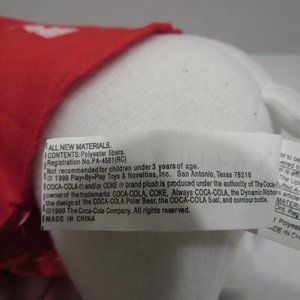 ALL NEW MATERIALS.
CONTENTS: Polyester fibers.
Registration No. PA-4581(RC)
Not recommended for children under 3 years of age.
© 1999 Play-By-Play Toys & Novelties, Inc. San Antonio, Texas 78218
COCA-COLA ® and/or COKE ® brand plush is produced under the authority of The Coca-
owner of the trademarks COCA-COLA, COKE, Always COCA-COLA, the Dynamic Ribbon
the design of the COCA-COLA Polar Bear, the COCA-COLA Seal, and contour bottle.
©1999 The Coca-Cola Company. All rights reserved.
MADE IN CHINA